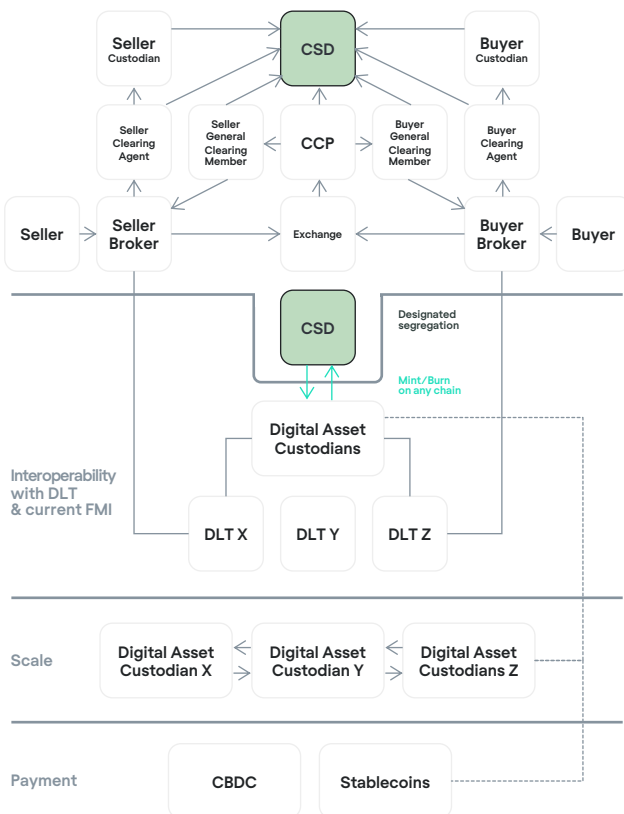 Seller
Custodian
CSD
Buyer
Custodian
Seller
Clearing
Agent
Seller
General
Clearing
Member
CCP
Buyer
General
Clearing
Member
Buyer
Clearing
Agent
Seller
Seller
Broker
Exchange
Buyer
Broker
Buyer
CSD
Designated
segregation
Mint/Burn
on any chain
Digital Asset
Custodians
Interoperability
with DLT
& current FMI
DLT X
DLT Y
DLT Z
Scale
Digital Asset
Custodian X
Digital Asset
Custodian Y
Digital Asset
Custodians Z
Payment
CBDC
Stablecoins